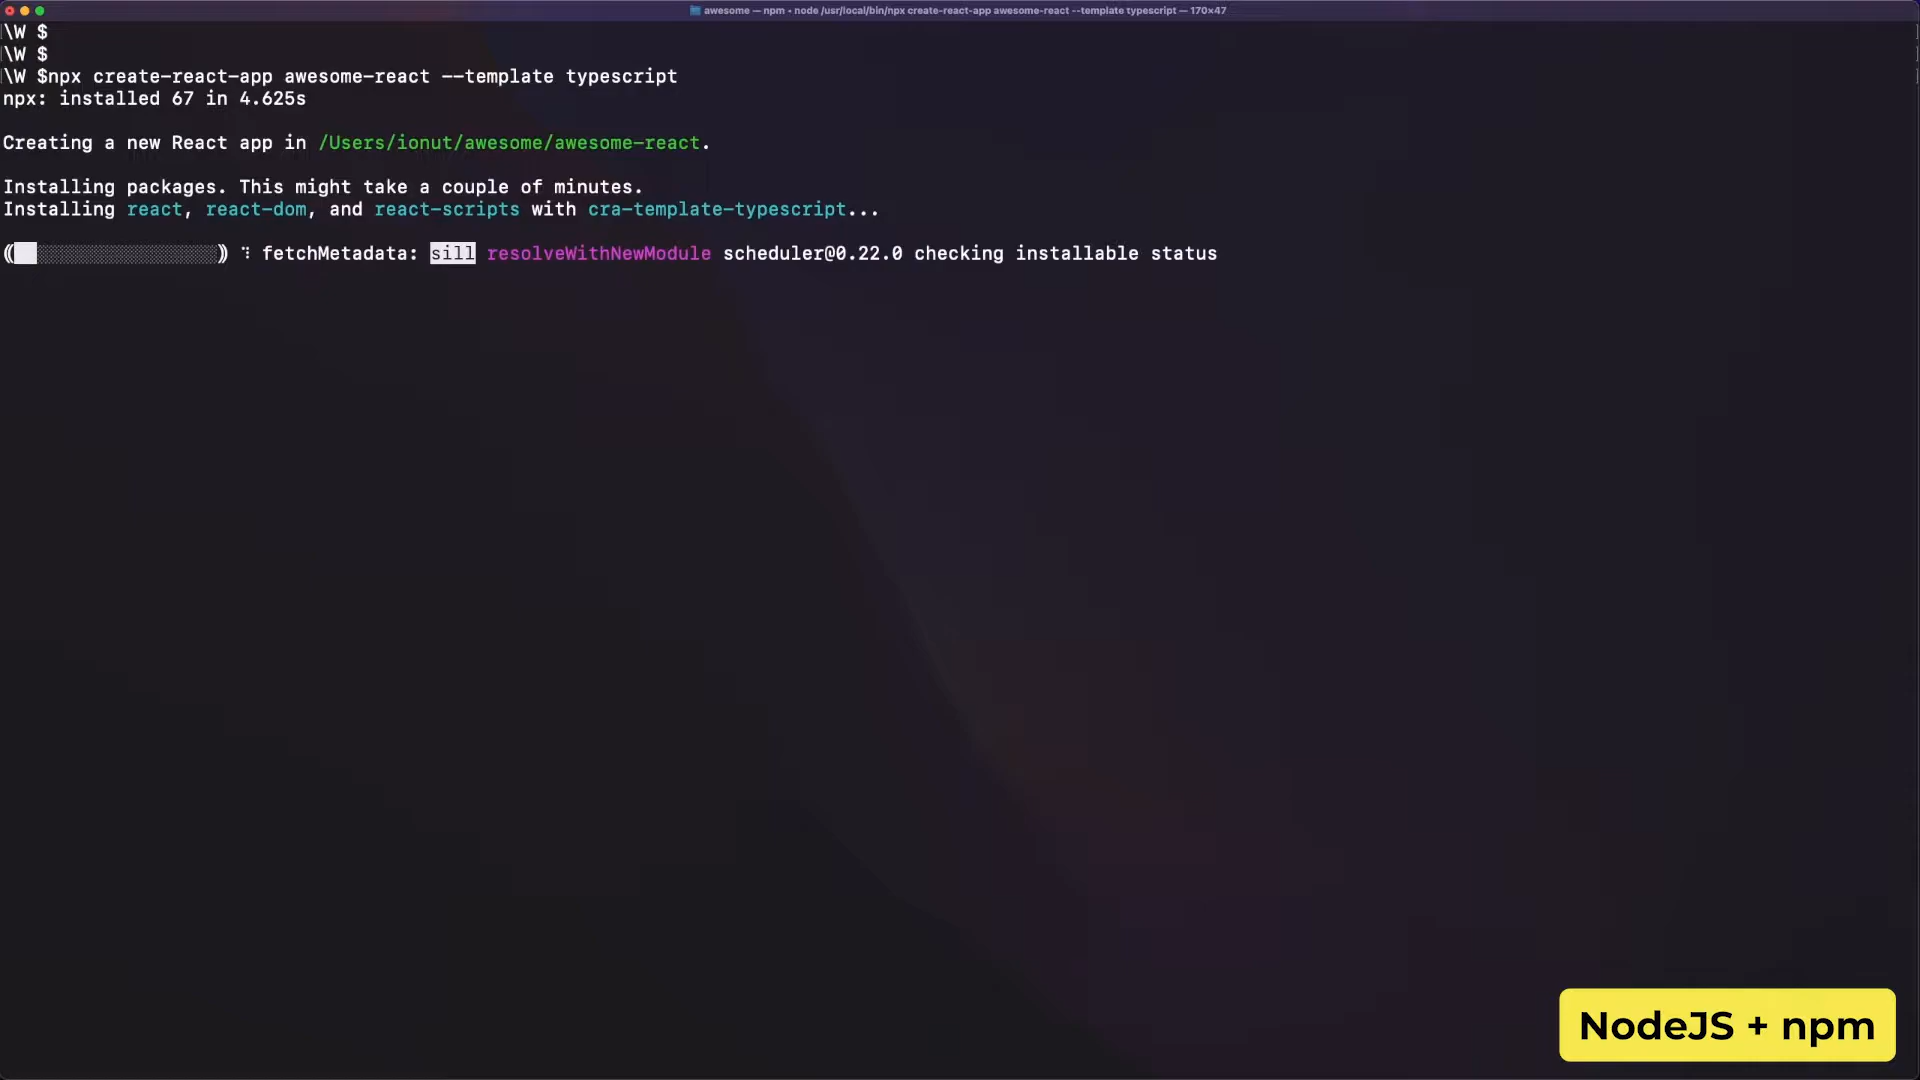 awesome — npm • node /usr/local/bin/npx create-react-app awesome-react --template typescript — 170×47
\W $
\W $
\W $npx create-react-app awesome-react --template typescript
npx: installed 67 in 4.625s
Creating a new React app in /Users/ionut/awesome/awesome-react.
Installing packages. This might take a couple of minutes.
Installing react, react-dom, and react-scripts with cra-template-typescript...
fetchMetadata: sill resolveWithNewModule scheduler@0.22.0 checking installable status
NodeJS + npm